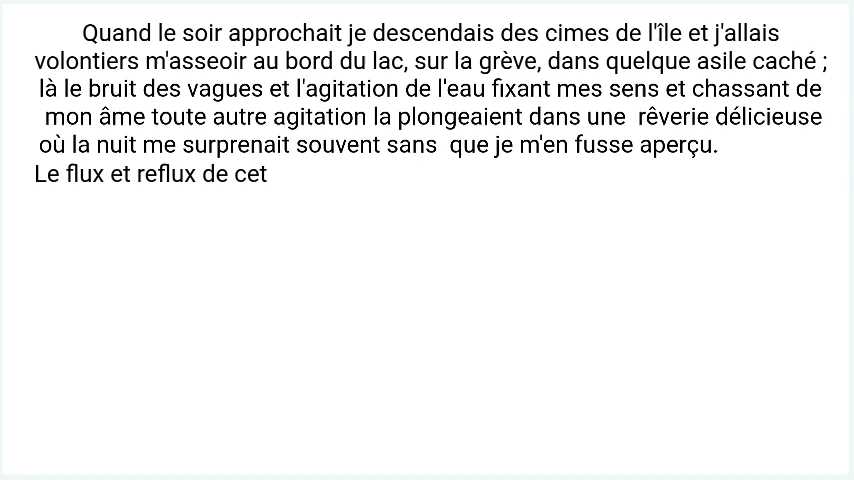 Quand le soir approchait je descendais des cimes de l'île et j'allais
volontiers m'asseoir au bord du lac, sur la grève, dans quelque asile caché ;
là le bruit des vagues et l'agitation de l'eau fixant mes sens et chassant de
mon âme toute autre agitation la plongeaient dans une rêverie délicieuse
où la nuit me surprenait souvent sans que je m'en fusse aperçu.
Le flux et reflux de cet